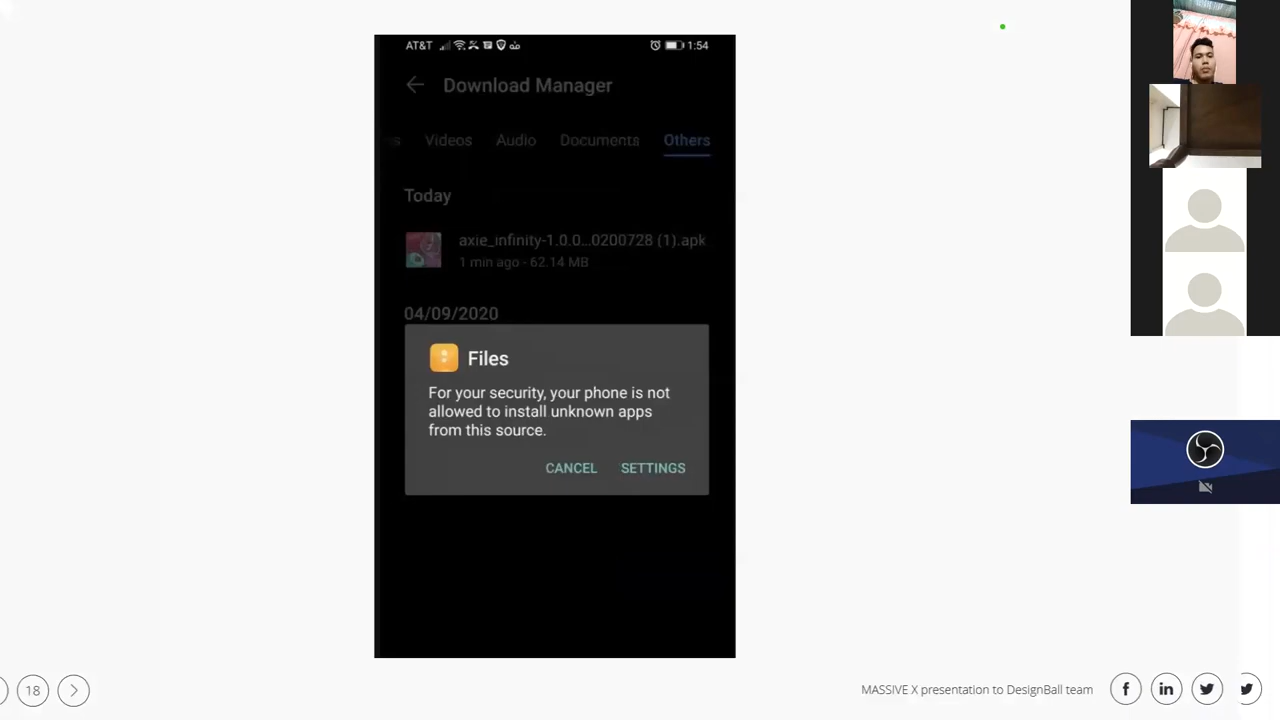 AT&T 1:54
Download Manager
Videos Audio Documents Others
Today
axie_infinity-1.0.0...0200728 (1).apk
1 min ago - 62.14 MB
04/09/2020
Files
For your security, your phone is not
allowed to install unknown apps
from this source.
CANCEL SETTINGS
18
MASSIVE X presentation to DesignBall team